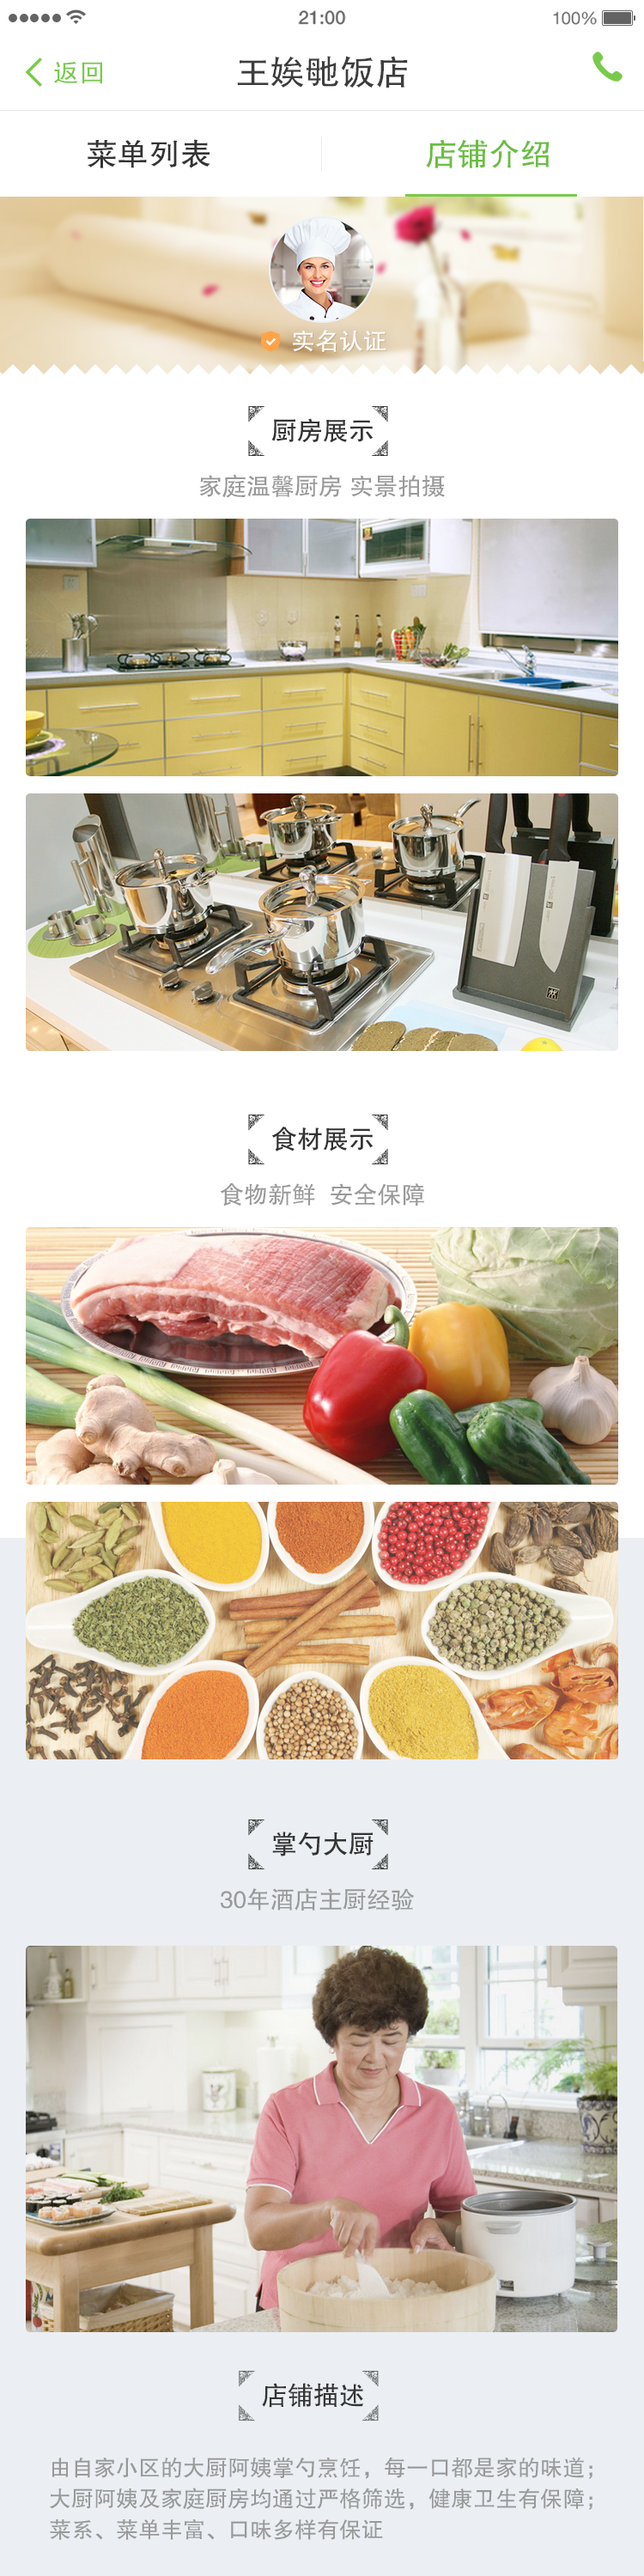 21:00
100%
返回
王娭毑饭店
菜单列表
店铺介绍
实名认证
厨房展示
家庭温馨厨房 实景拍摄
食材展示
食物新鲜 安全保障
掌勺大厨
30年酒店主厨经验
店铺描述
由自家小区的大厨阿姨掌勺烹饪，每一口都是家的味道；
大厨阿姨及家庭厨房均通过严格筛选，健康卫生有保障；
菜系、菜单丰富、口味多样有保证